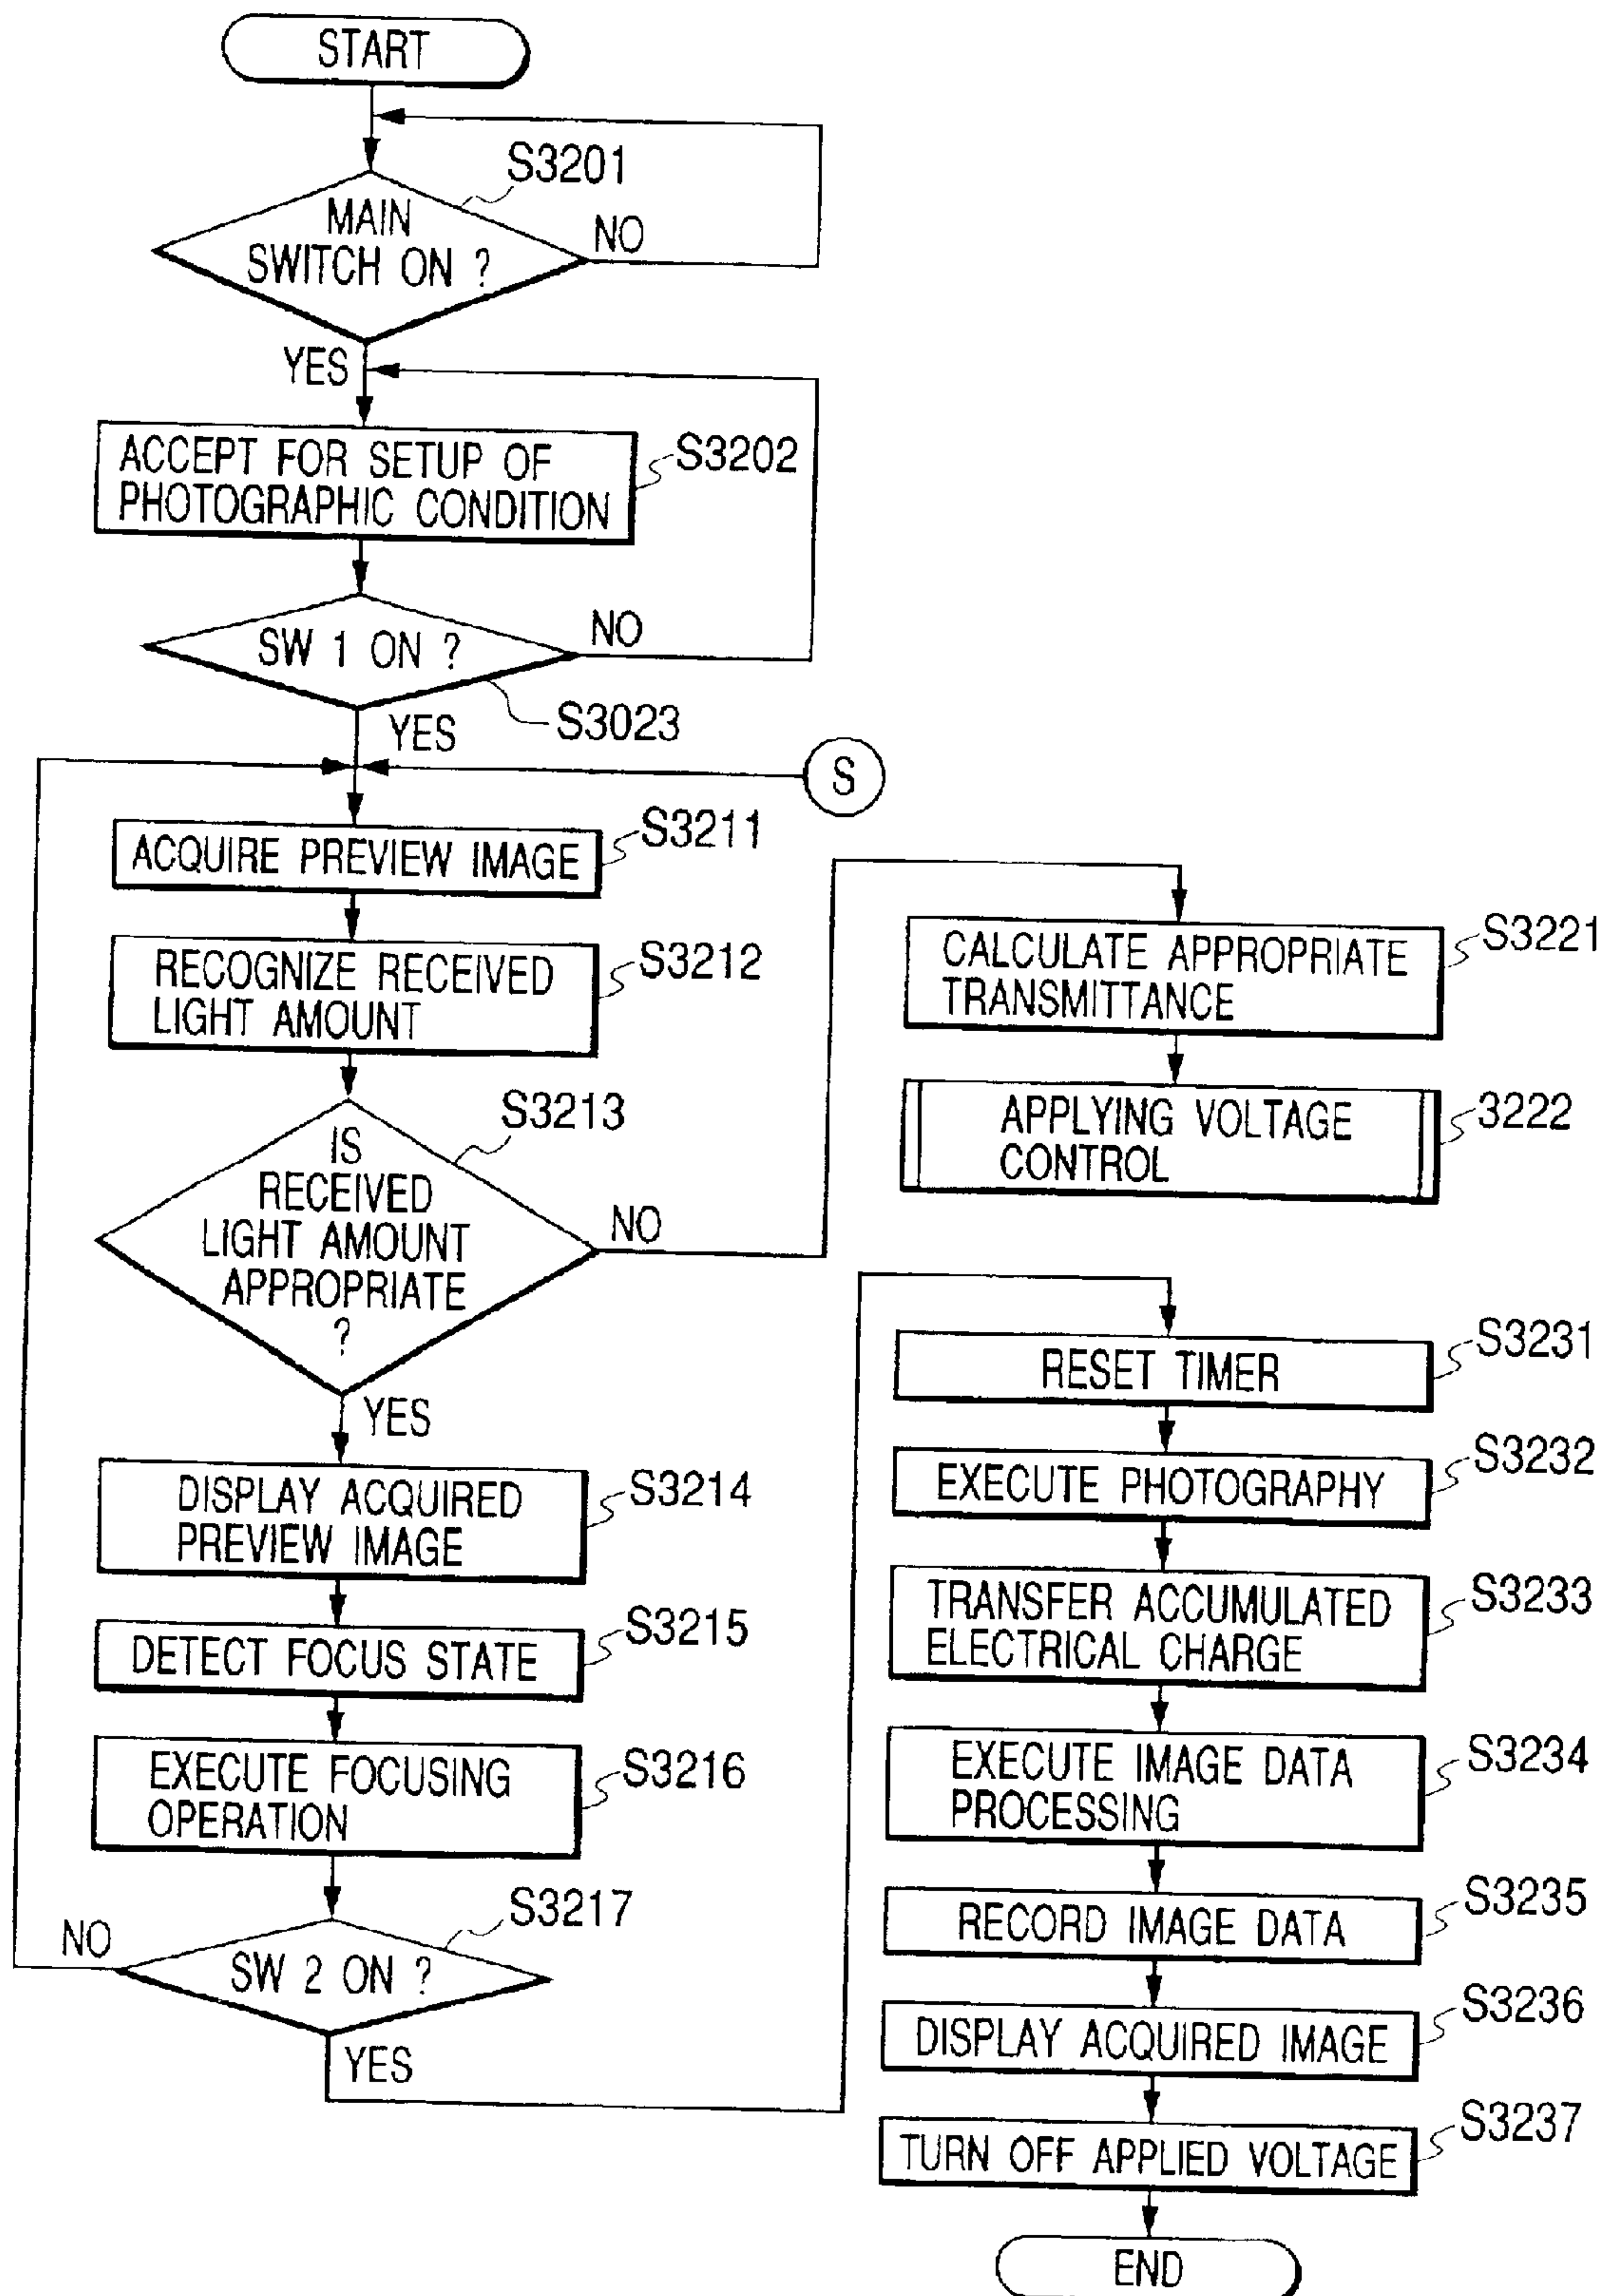 START
S3201
MAIN
SWITCH ON ?
NO
YES
ACCEPT FOR SETUP OF
PHOTOGRAPHIC CONDITION
S3202
SW 1 ON ?
NO
S3023
YES
S
ACQUIRE PREVIEW IMAGE
S3211
RECOGNIZE RECEIVED
LIGHT AMOUNT
S3212
S3213
IS
RECEIVED
LIGHT AMOUNT
APPROPRIATE
?
NO
YES
DISPLAY ACQUIRED
PREVIEW IMAGE
S3214
DETECT FOCUS STATE
S3215
EXECUTE FOCUSING
OPERATION
S3216
S3217
NO
SW 2 ON ?
YES
CALCULATE APPROPRIATE
TRANSMITTANCE
S3221
APPLYING VOLTAGE
CONTROL
3222
RESET TIMER
S3231
EXECUTE PHOTOGRAPHY
S3232
TRANSFER ACCUMULATED
ELECTRICAL CHARGE
S3233
EXECUTE IMAGE DATA
PROCESSING
S3234
RECORD IMAGE DATA
S3235
DISPLAY ACQUIRED IMAGE
S3236
TURN OFF APPLIED VOLTAGE
S3237
END